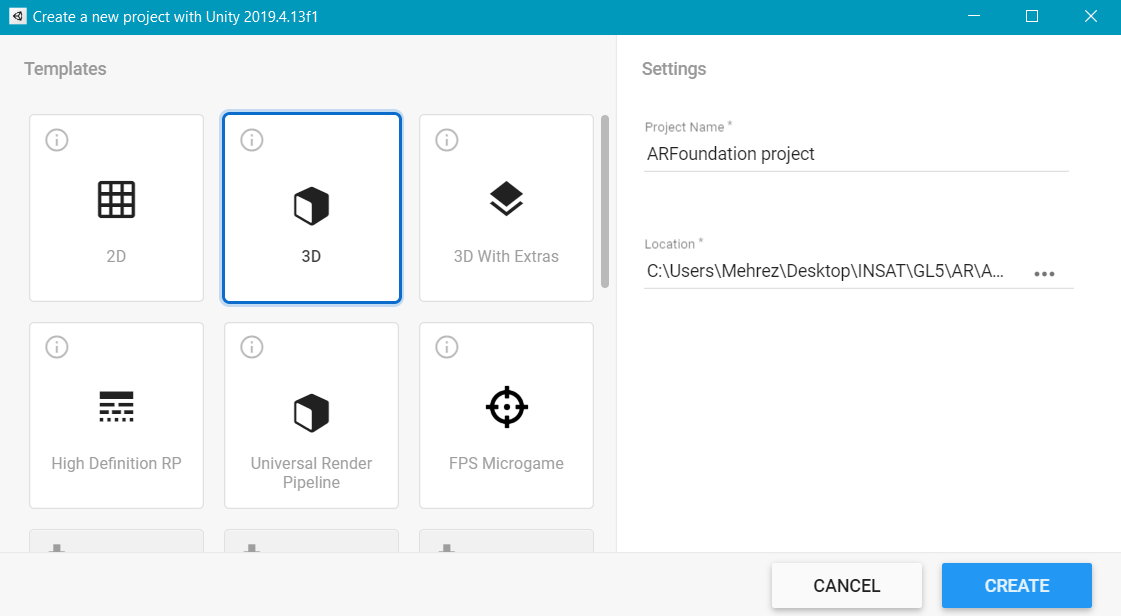 Create a new project with Unity 2019.4.13f1
Templates
2D
3D
3D With Extras
High Definition RP
Universal Render
Pipeline
FPS Microgame
Settings
Project Name *
ARFoundation project
Location *
C:\Users\Mehrez\Desktop\INSAT\GL5\AR\A...
CANCEL
CREATE